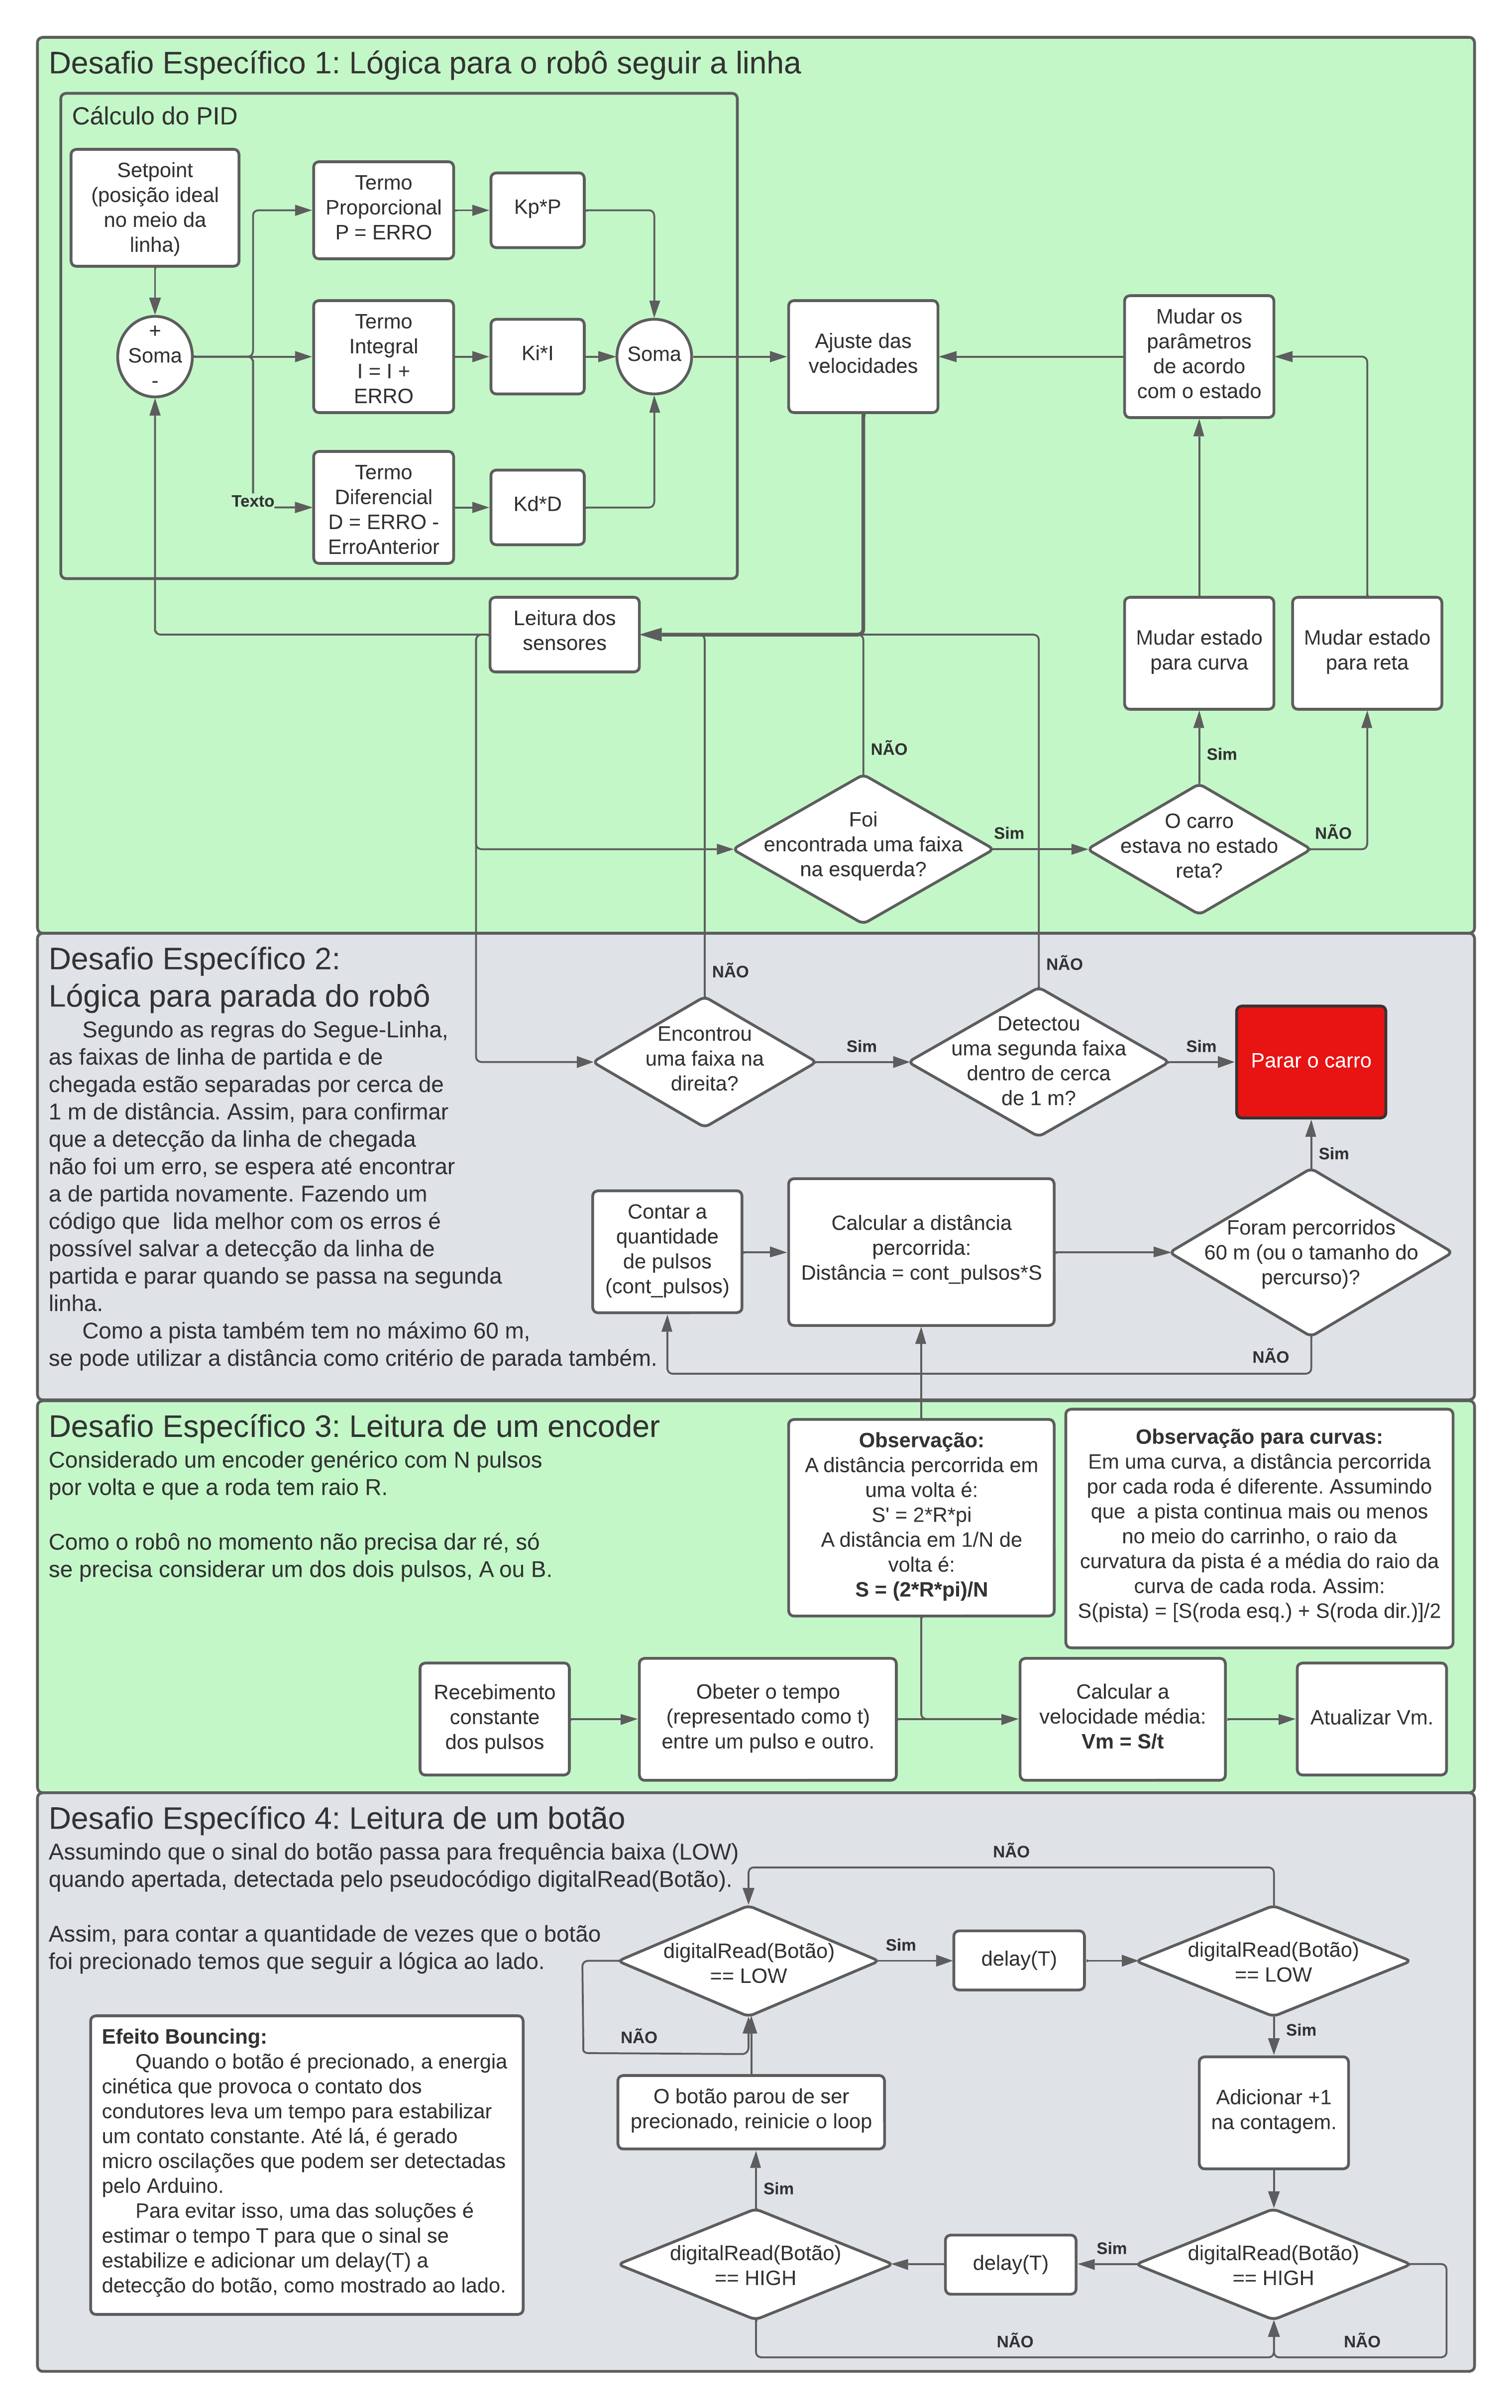 Desafio Específico 1: Lógica para o robô seguir a linha
Cálculo do PID
Setpoint
(posição ideal
no meio da
linha)
+
Soma
-
Termo
Proporcional
P = ERRO
Kp*P
Termo
Integral
I = I +
ERRO
Ki*I
Soma
Texto
Termo
Diferencial
D = ERRO -
ErroAnterior
Kd*D
Ajuste das
velocidades
Mudar os
parâmetros
de acordo
com o estado
Leitura dos
sensores
Mudar estado
para curva
Mudar estado
para reta
NÃO
Sim
Foi
encontrada uma faixa
na esquerda?
Sim
O carro
estava no estado
reta?
NÃO
Desafio Específico 2:
Lógica para parada do robô
Segundo as regras do Segue-Linha,
as faixas de linha de partida e de
chegada estão separadas por cerca de
1 m de distância. Assim, para confirmar
que a detecção da linha de chegada
não foi um erro, se espera até encontrar
a de partida novamente. Fazendo um
código que  lida melhor com os erros é
possível salvar a detecção da linha de
partida e parar quando se passa na segunda
linha.
Como a pista também tem no máximo 60 m,
se pode utilizar a distância como critério de parada também.
NÃO
NÃO
Encontrou
uma faixa na
direita?
Sim
Detectou
uma segunda faixa
dentro de cerca
de 1 m?
Sim
Parar o carro
Sim
Contar a
quantidade
de pulsos
(cont_pulsos)
Calcular a distância
percorrida:
Distância = cont_pulsos*S
Foram percorridos
60 m (ou o tamanho do
percurso)?
NÃO
Desafio Específico 3: Leitura de um encoder
Considerado um encoder genérico com N pulsos
por volta e que a roda tem raio R.
Como o robô no momento não precisa dar ré, só
se precisa considerar um dos dois pulsos, A ou B.
Observação:
A distância percorrida em
uma volta é:
S' = 2*R*pi
A distância em 1/N de
volta é:
S = (2*R*pi)/N
Observação para curvas:
Em uma curva, a distância percorrida
por cada roda é diferente. Assumindo
que  a pista continua mais ou menos
no meio do carrinho, o raio da
curvatura da pista é a média do raio da
curva de cada roda. Assim:
S(pista) = [S(roda esq.) + S(roda dir.)]/2
Recebimento
constante
dos pulsos
Obeter o tempo
(representado como t)
entre um pulso e outro.
Calcular a
velocidade média:
Vm = S/t
Atualizar Vm.
Desafio Específico 4: Leitura de um botão
Assumindo que o sinal do botão passa para frequência baixa (LOW)
quando apertada, detectada pelo pseudocódigo digitalRead(Botão).
Assim, para contar a quantidade de vezes que o botão
foi precionado temos que seguir a lógica ao lado.
NÃO
digitalRead(Botão)
== LOW
Sim
delay(T)
digitalRead(Botão)
== LOW
NÃO
Sim
Efeito Bouncing:
Quando o botão é precionado, a energia
cinética que provoca o contato dos
condutores leva um tempo para estabilizar
um contato constante. Até lá, é gerado
micro oscilações que podem ser detectadas
pelo Arduino.
Para evitar isso, uma das soluções é
estimar o tempo T para que o sinal se
estabilize e adicionar um delay(T) a
detecção do botão, como mostrado ao lado.
O botão parou de ser
precionado, reinicie o loop
Adicionar +1
na contagem.
Sim
digitalRead(Botão)
== HIGH
delay(T)
Sim
digitalRead(Botão)
== HIGH
NÃO
NÃO